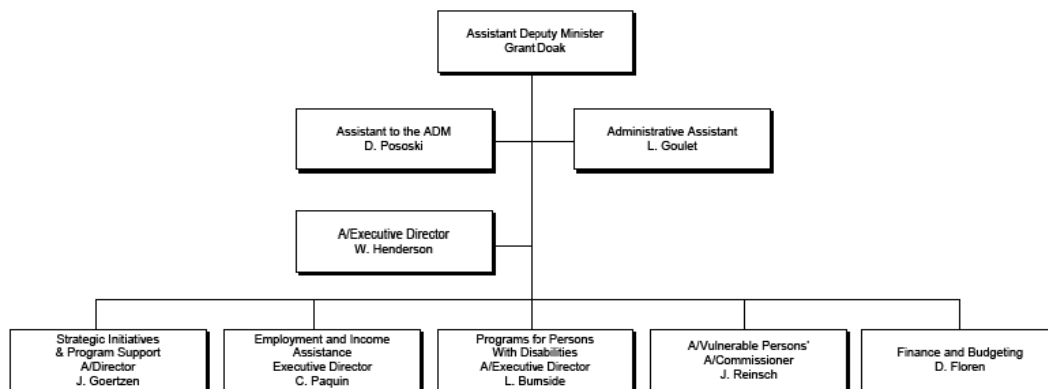 Assistant Deputy Minister
Grant Doak
Assistant to the ADM
D. Pososki
Administrative Assistant
L. Goulet
A/Executive Director
W. Henderson
Strategic Initiatives
& Program Support
A/Director
J. Goertzen
Employment and Income
Assistance
Executive Director
C. Paquin
Programs for Persons
With Disabilities
A/Executive Director
L. Burnside
A/Vulnerable Persons'
A/Commissioner
J. Reinsch
Finance and Budgeting
D. Floren